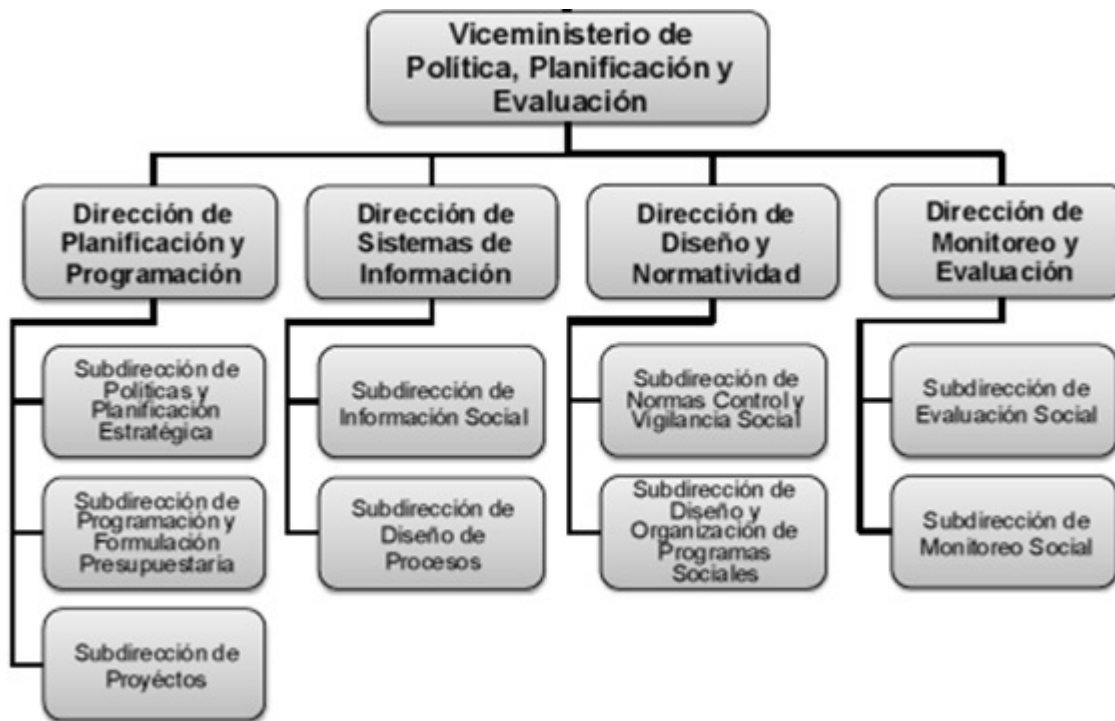 Viceministerio de
Política, Planificación y
Evaluación
Dirección de
Planificación y
Programación
Dirección de
Sistemas de
Información
Dirección de
Diseño y
Normatividad
Dirección de
Monitoreo y
Evaluación
Subdirección de
Políticas y
Planificación
Estratégica
Subdirección de
Información Social
Subdirección de
Normas Control y
Vigilancia Social
Subdirección de
Evaluación Social
Subdirección de
Programación y
Formulación
Presupuestaria
Subdirección de
Diseño de
Procesos
Subdirección de
Diseño y
Organización de
Programas
Sociales
Subdirección de
Monitoreo Social
Subdirección de
Proyéctos